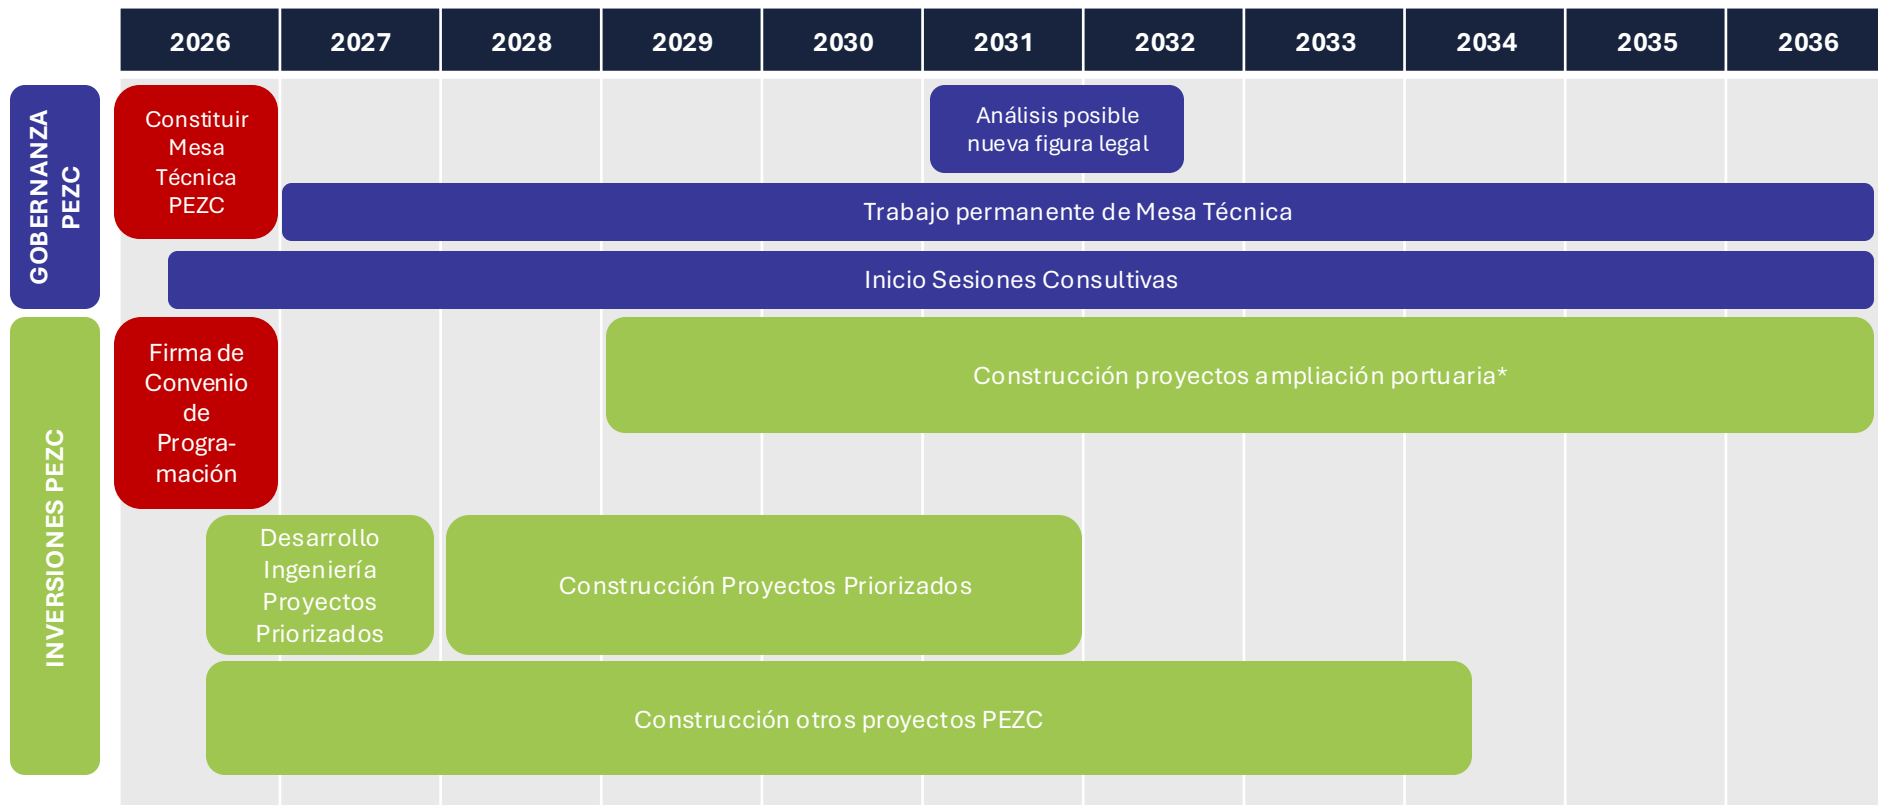 2026 2027 2028 2029 2030 2031 2032 2033 2034 2035 2036
GOBERNANZA
PEZC
Constituir
Mesa
Técnica
PEZC
Análisis posible
nueva figura legal
Trabajo permanente de Mesa Técnica
Inicio Sesiones Consultivas
INVERSIONES PEZC
Firma de
Convenio
de
Progra-
mación
Construcción proyectos ampliación portuaria*
Desarrollo
Ingeniería
Proyectos
Priorizados
Construcción Proyectos Priorizados
Construcción otros proyectos PEZC